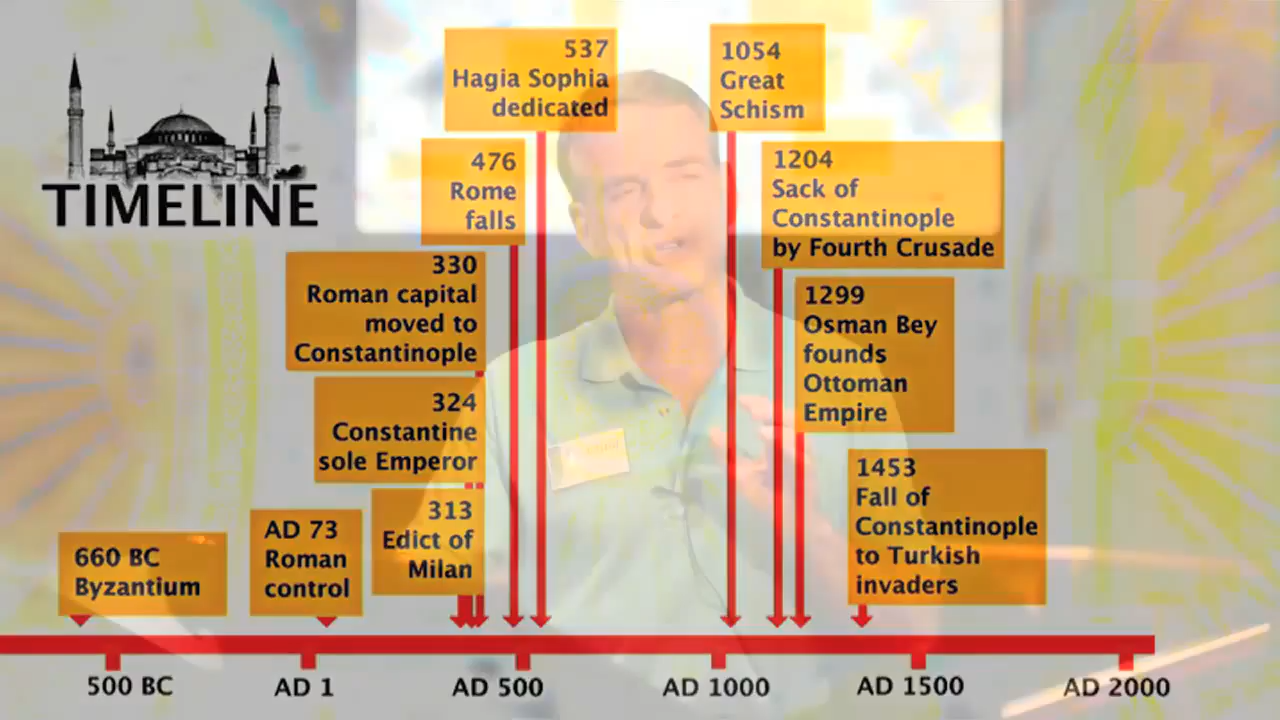 TIMELINE
537
Hagia Sophia
dedicated
1054
Great
Schism
476
Rome
falls
1204
Sack of
Constantinople
by Fourth Crusade
330
Roman capital
moved to
Constantinople
1299
Osman Bey
founds
Ottoman
Empire
324
Constantine
sole Emperor
313
Edict of
Milan
1453
Fall of
Constantinople
to Turkish
invaders
AD 73
Roman
control
660 BC
Byzantium
500 BC
AD 1
AD 500
AD 1000
AD 1500
AD 2000